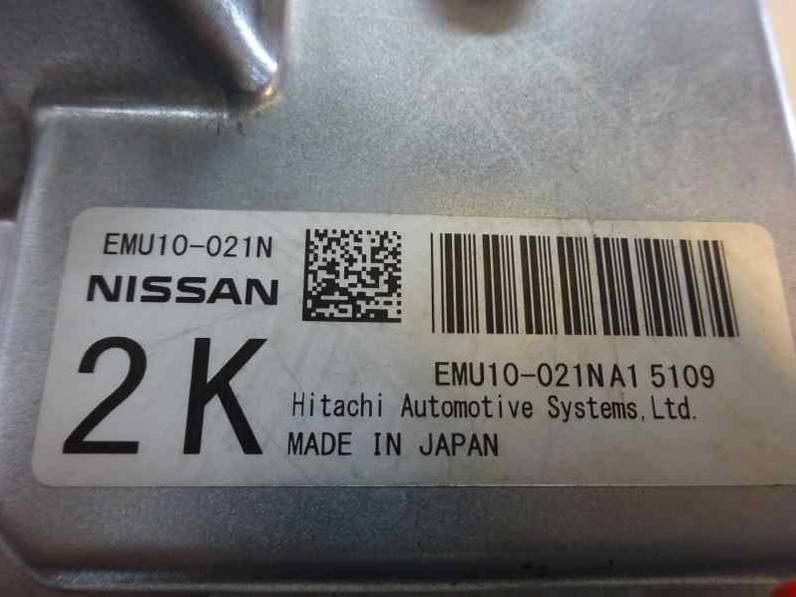 EMU10-021N
NISSAN
2K
EMU10-021NA1 5109
Hitachi Automotive Systems,Ltd.
MADE IN JAPAN